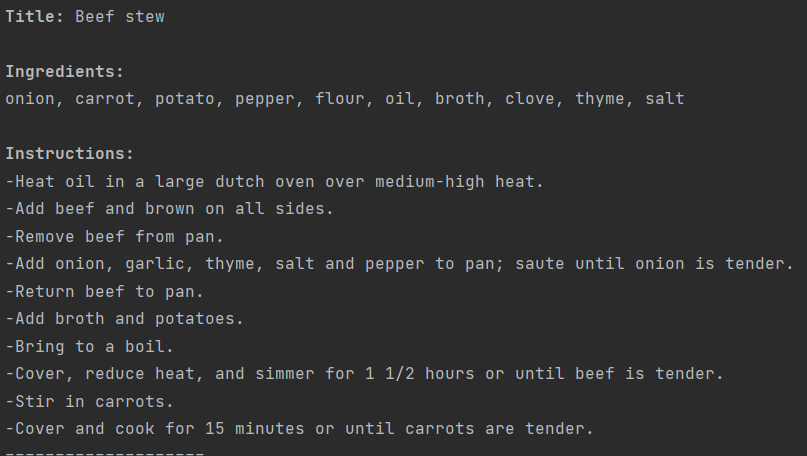 Title: Beef stew
Ingredients:
onion, carrot, potato, pepper, flour, oil, broth, clove, thyme, salt
Instructions:
-Heat oil in a large dutch oven over medium-high heat.
-Add beef and brown on all sides.
-Remove beef from pan.
-Add onion, garlic, thyme, salt and pepper to pan; saute until onion is tender.
-Return beef to pan.
-Add broth and potatoes.
-Bring to a boil.
-Cover, reduce heat, and simmer for 1 1/2 hours or until beef is tender.
-Stir in carrots.
-Cover and cook for 15 minutes or until carrots are tender.
--------------------